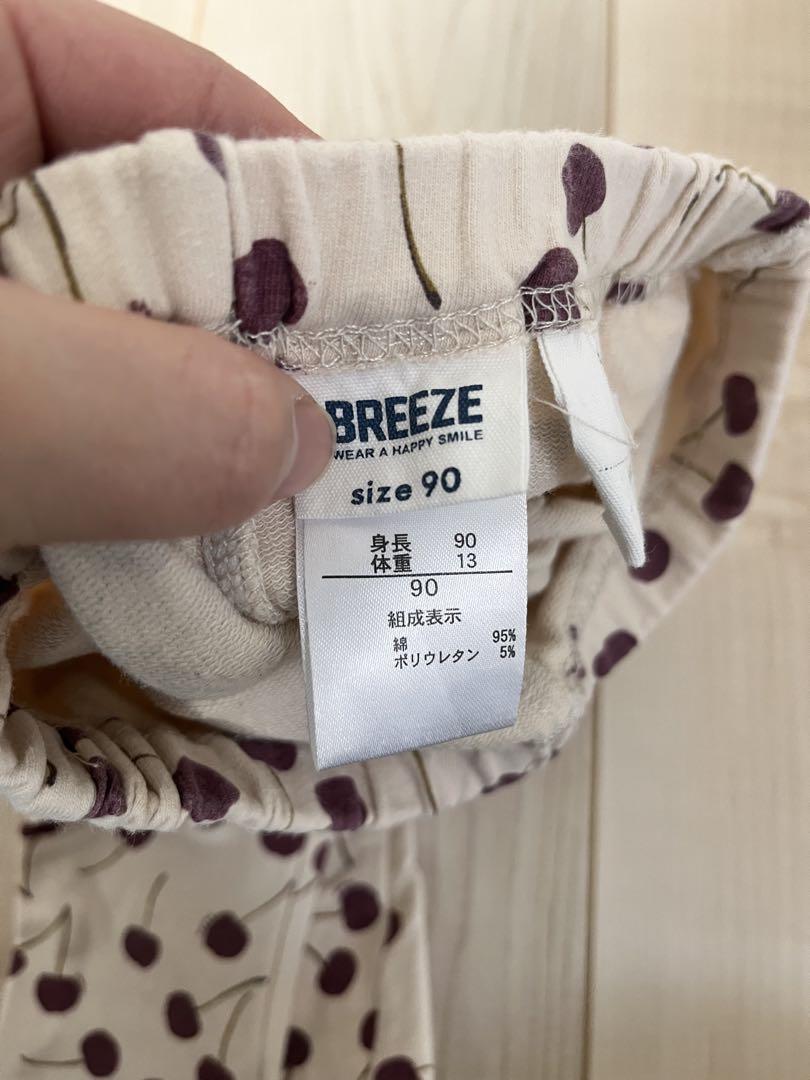 BREEZE
WEAR A HAPPY SMILE
size 90
身長 90
体重 13
90
組成表示
綿 95%
ポリウレタン 5%